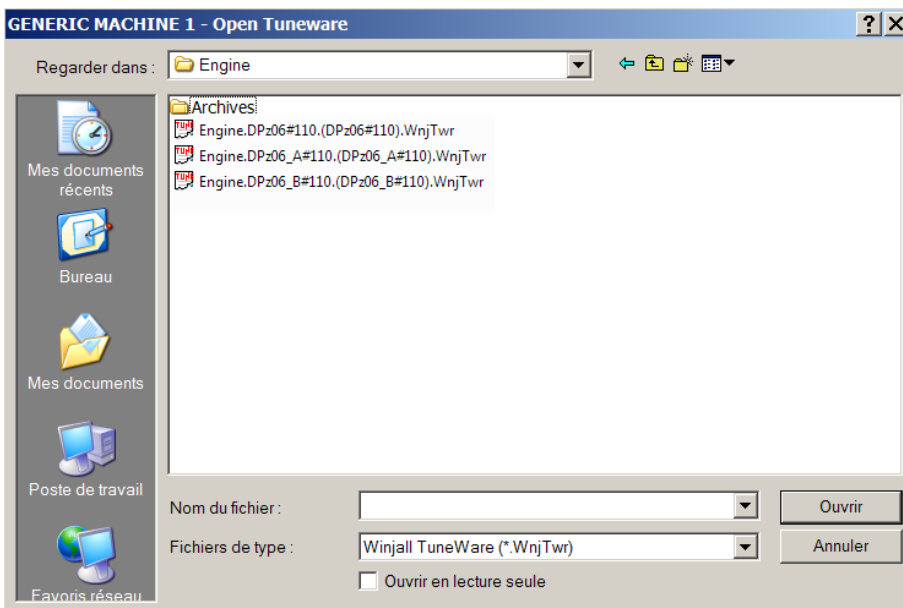 GENERIC MACHINE 1 - Open Tuneware
Regarder dans :
Engine
Archives
Engine.DPz06#110.(DPz06#110).WnjTwr
Engine.DPz06_A#110.(DPz06_A#110).WnjTwr
Engine.DPz06_B#110.(DPz06_B#110).WnjTwr
Mes documents
récents
Bureau
Mes documents
Poste de travail
Favoris réseau
Nom du fichier :
Ouvrir
Fichiers de type :
Winjall TuneWare (*.WnjTwr)
Annuler
Ouvrir en lecture seule